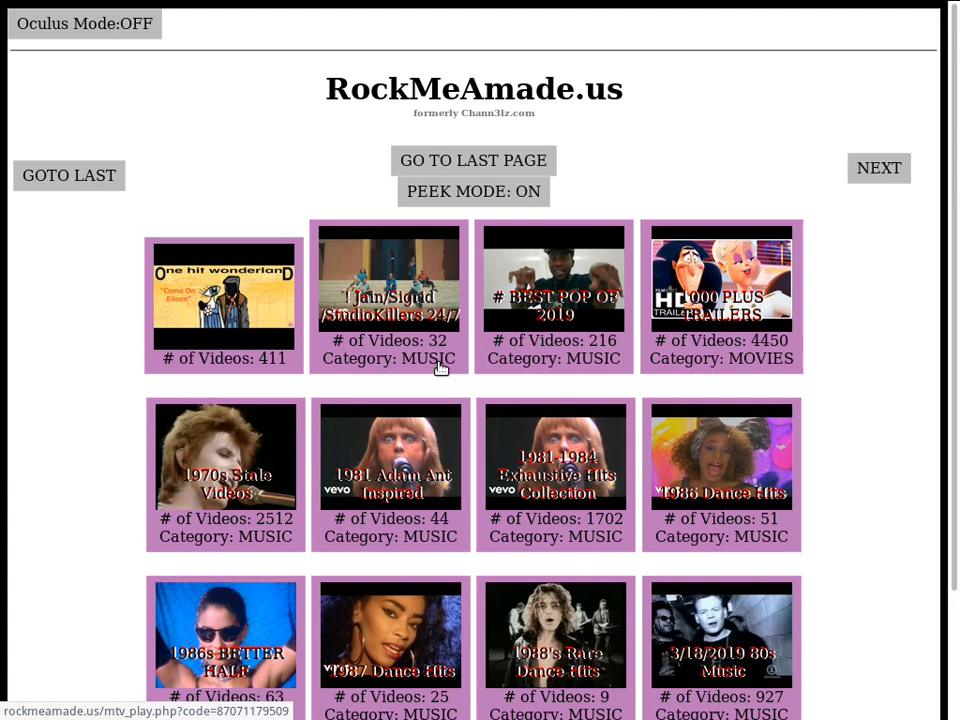 Oculus Mode:OFF
RockMeAmade.us
formerly Chann3lz.com
GOTO LAST
GO TO LAST PAGE
PEEK MODE: ON
NEXT
One hit wonderlanD
"Come On
Eileen"
# of Videos: 411
! Jain/Sigrid
/StudioKillers 24/7
# of Videos: 32
Category: MUSIC
# BEST POP OF
2019
# of Videos: 216
Category: MUSIC
HD
TRAILER
1000 PLUS
TRAILERS
# of Videos: 4450
Category: MOVIES
1970s Stale
Videos
# of Videos: 2512
Category: MUSIC
1981 Adam Ant
Inspired
vevo
# of Videos: 44
Category: MUSIC
1981-1984
Exhaustive Hits
Collection
vevo
# of Videos: 1702
Category: MUSIC
1986 Dance Hits
# of Videos: 51
Category: MUSIC
1986s BETTER
HALF
# of Videos: 63
1987 Dance Hits
# of Videos: 25
Category: MUSIC
1988's Rare
Dance Hits
# of Videos: 9
Category: MUSIC
3/18/2019 80s
Music
# of Videos: 927
Category: MUSIC
rockmeamade.us/mtv_play.php?code=87071179509